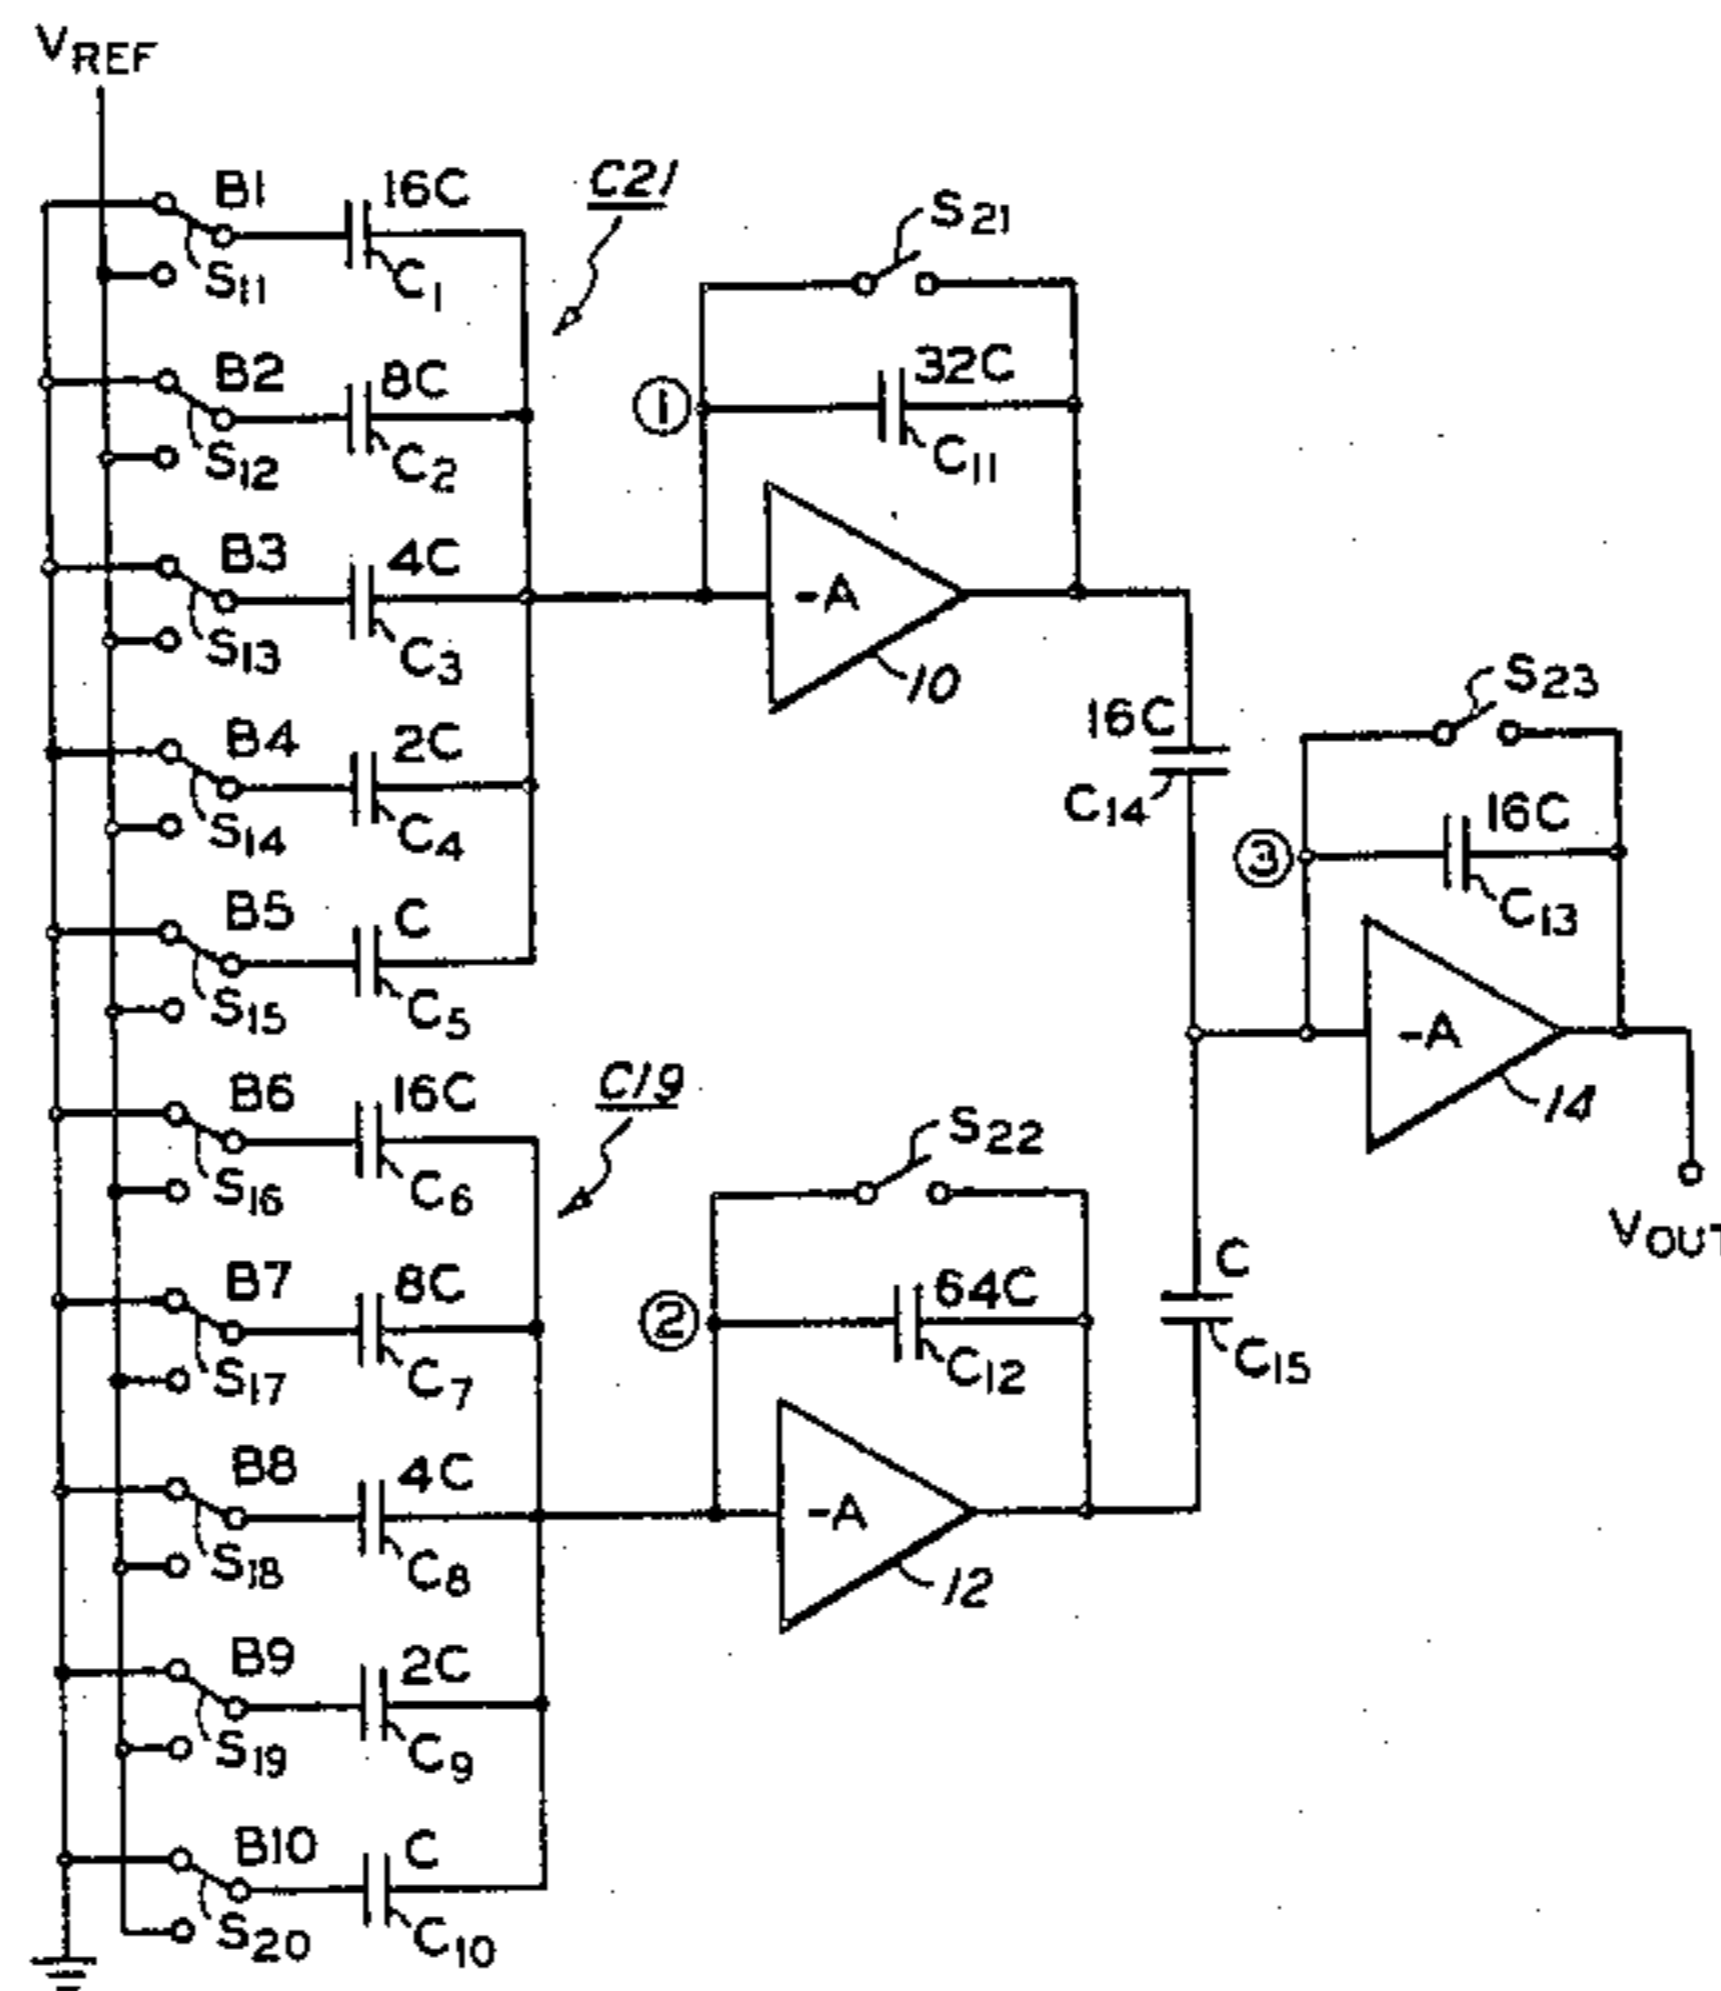 VREF
B1 16C
S11 C1
C21
B2 8C
S12 C2
B3 4C
S13 C3
B4 2C
S14 C4
B5 C
S15 C5
S21
1 32C
C11
-A
10
16C
C14
S23
3 16C
C13
-A
14
VOUT
B6 16C
S16 C6
C19
B7 8C
S17 C7
B8 4C
S18 C8
B9 2C
S19 C9
B10 C
S20 C10
S22
2 64C
C12
-A
12
C
C15